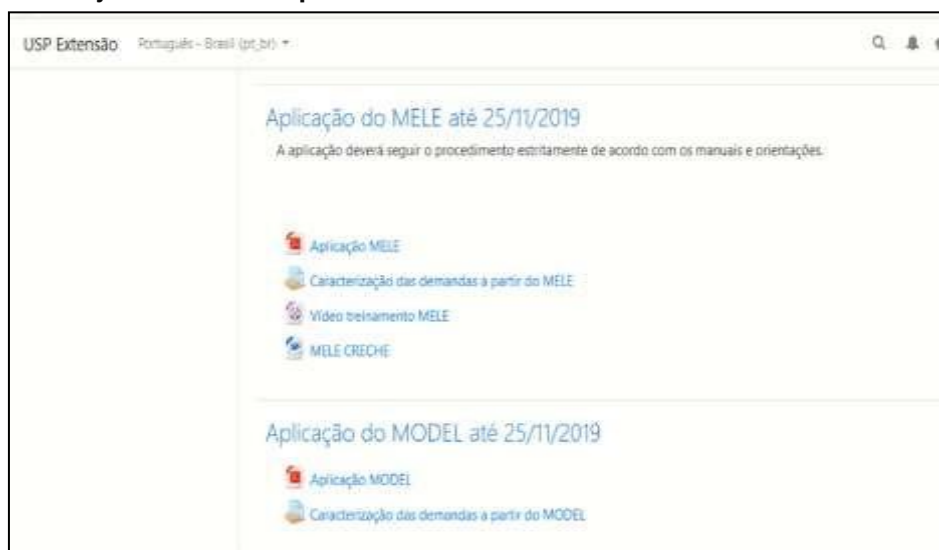 USP Extensão Português - Brasil (pt_br)
Aplicação do MELE até 25/11/2019
A aplicação deverá seguir o procedimento estritamente de acordo com os manuais e orientações.
Aplicação MELE
Caracterização das demandas a partir do MELE
Vídeo treinamento MELE
MELE CRECHE
Aplicação do MODEL até 25/11/2019
Aplicação MODEL
Caracterização das demandas a partir do MODEL